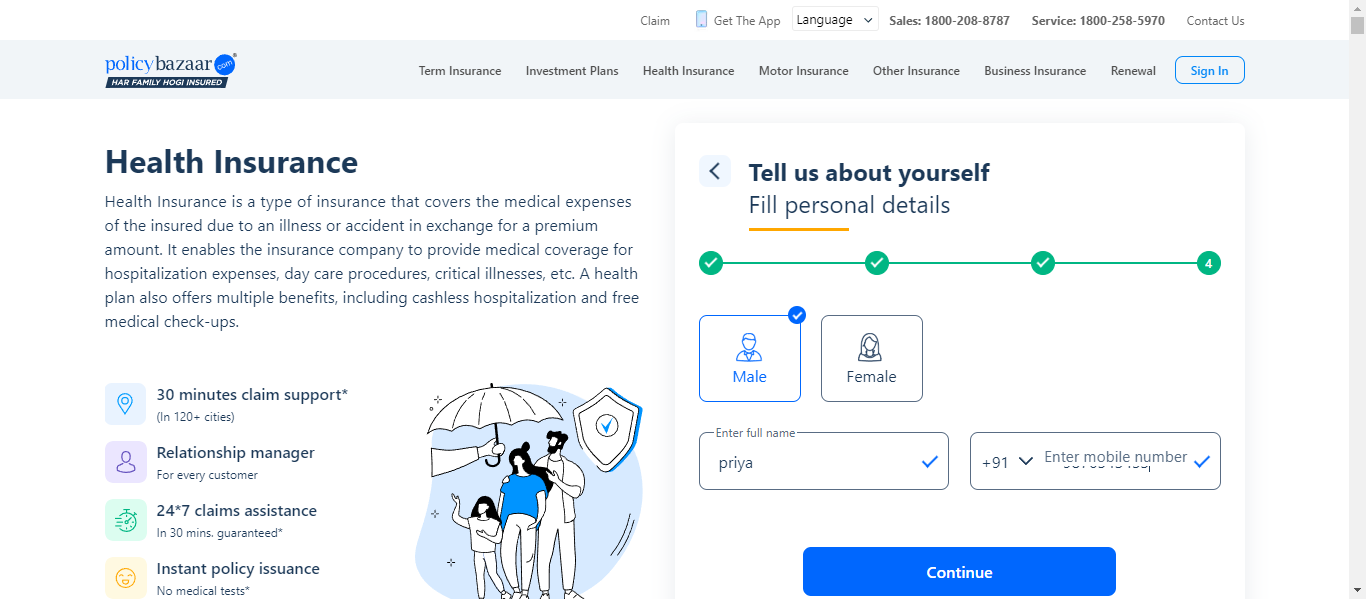 Claim
Get The App
Language
Sales: 1800-208-8787
Service: 1800-258-5970
Contact Us
policybazaar com
HAR FAMILY HOGI INSURED
Term Insurance
Investment Plans
Health Insurance
Motor Insurance
Other Insurance
Business Insurance
Renewal
Sign In
Health Insurance
Health Insurance is a type of insurance that covers the medical expenses
of the insured due to an illness or accident in exchange for a premium
amount. It enables the insurance company to provide medical coverage for
hospitalization expenses, day care procedures, critical illnesses, etc. A health
plan also offers multiple benefits, including cashless hospitalization and free
medical check-ups.
30 minutes claim support*
(In 120+ cities)
Relationship manager
For every customer
24*7 claims assistance
In 30 mins. guaranteed*
Instant policy issuance
No medical tests*
Tell us about yourself
Fill personal details
4
Male
Female
Enter full name
priya
+91
Enter mobile number
Continue